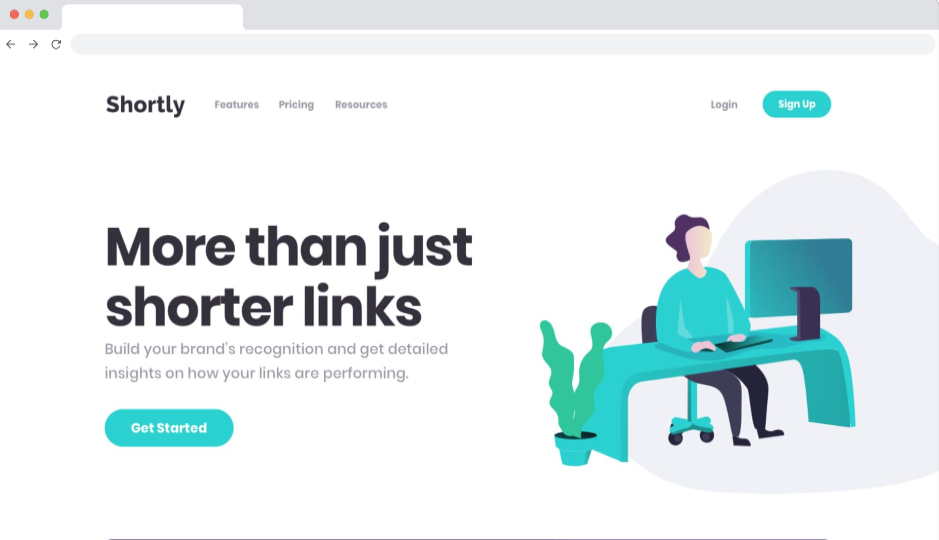 Shortly
Features
Pricing
Resources
Login
Sign Up
More than just
shorter links
Build your brand's recognition and get detailed
insights on how your links are performing.
Get Started